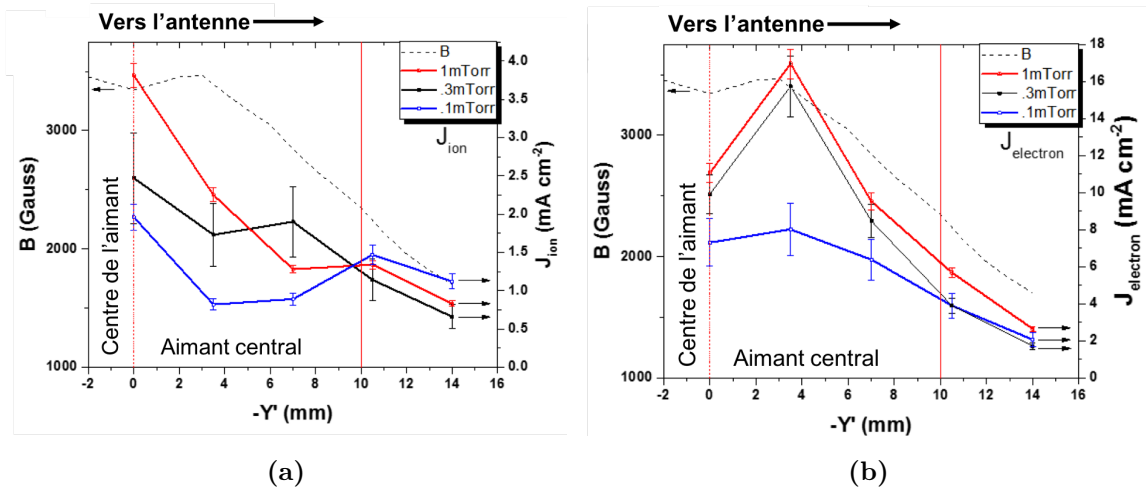 Vers l'antenne
B
1mTorr
.3mTorr
.1mTorr
J ion
B (Gauss)
3000
2000
1000
4.0
3.5
3.0
2.5
2.0
1.5
1.0
0.5
0.0
J ion (mA cm-2)
Centre de l'aimant
Aimant central
-2 0 2 4 6 8 10 12 14 16
-Y' (mm)
(a)
Vers l'antenne
B
1mTorr
.3mTorr
.1mTorr
J electron
B (Gauss)
3000
2000
1000
18
16
14
12
10
8
6
4
2
0
J electron (mA cm-2)
Centre de l'aimant
Aimant central
-2 0 2 4 6 8 10 12 14 16
-Y' (mm)
(b)